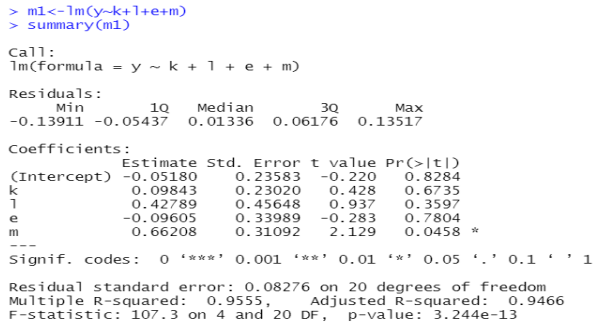 > m1<-lm(y~k+l+e+m)
> summary(m1)
Call:
lm(formula = y ~ k + l + e + m)
Residuals:
Min 1Q Median 3Q Max
-0.13911 -0.05437 0.01336 0.06176 0.13517
Coefficients:
Estimate Std. Error t value Pr(>|t|)
(Intercept) -0.05180 0.23583 -0.220 0.8284
k 0.09843 0.23020 0.428 0.6735
l 0.42789 0.45648 0.937 0.3597
e -0.09605 0.33989 -0.283 0.7804
m 0.66208 0.31092 2.129 0.0458 *
---
Signif. codes: 0 ‘***’ 0.001 ‘**’ 0.01 ‘*’ 0.05 ‘.’ 0.1 ‘ ’ 1
Residual standard error: 0.08276 on 20 degrees of freedom
Multiple R-squared: 0.9555, Adjusted R-squared: 0.9466
F-statistic: 107.3 on 4 and 20 DF, p-value: 3.244e-13